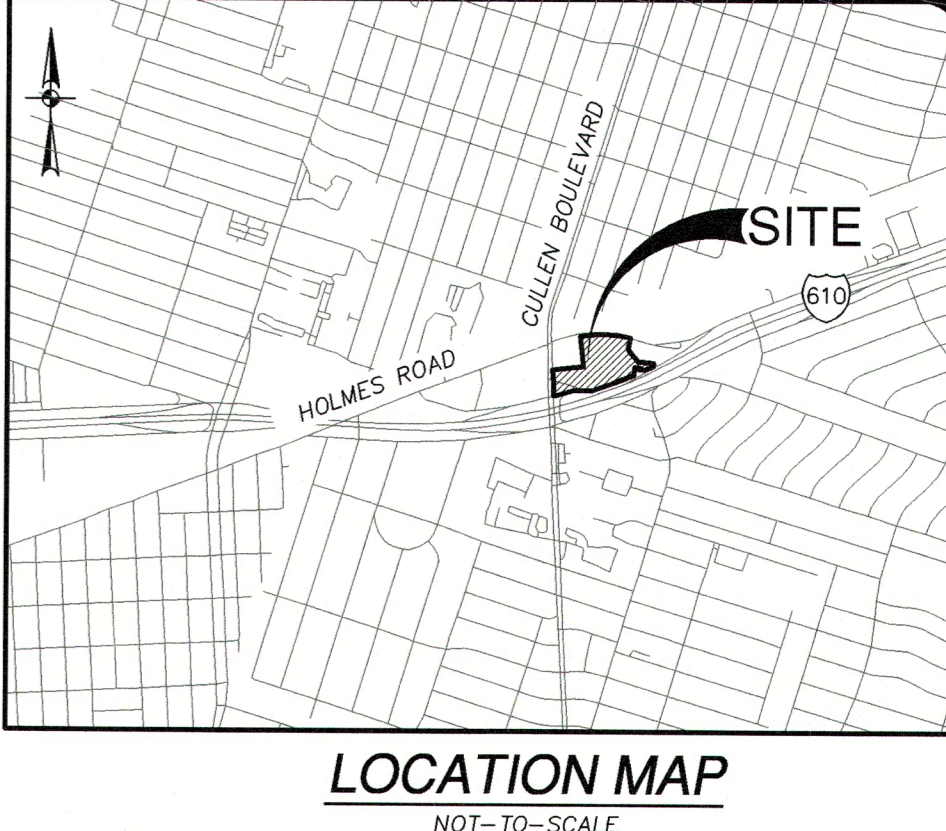 CULLEN BOULEVARD
SITE
610
HOLMES ROAD
LOCATION MAP
NOT-TO-SCALE